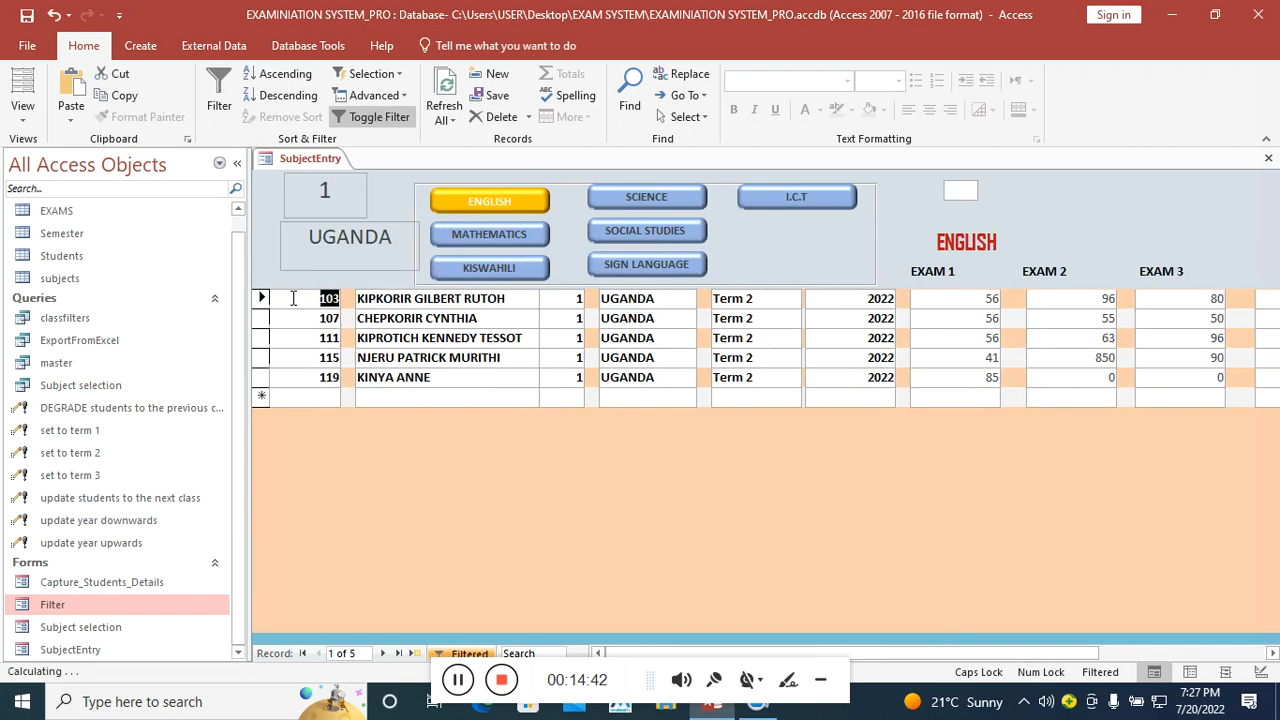 EXAMINIATION SYSTEM_PRO : Database- C:\Users\USER\Desktop\EXAM SYSTEM\EXAMINIATION SYSTEM_PRO.accdb (Access 2007 - 2016 file format) - Access
Sign in
File Home Create External Data Database Tools Help Tell me what you want to do
View
Views
Paste
Cut
Copy
Format Painter
Clipboard
Filter
Ascending
Descending
Remove Sort
Selection
Advanced
Toggle Filter
Sort & Filter
Refresh All
New
Save
Delete
Totals
Spelling
More
Records
Find
Replace
Go To
Select
Find
B I U A
Text Formatting
All Access Objects
Search...
EXAMS
Semester
Students
subjects
Queries
classfilters
ExportFromExcel
master
Subject selection
DEGRADE students to the previous c...
set to term 1
set to term 2
set to term 3
update students to the next class
update year downwards
update year upwards
Forms
Capture_Students_Details
Filter
Subject selection
SubjectEntry
SubjectEntry
1
UGANDA
ENGLISH SCIENCE I.C.T
MATHEMATICS SOCIAL STUDIES
KISWAHILI SIGN LANGUAGE
ENGLISH
EXAM 1 EXAM 2 EXAM 3
103 KIPKORIR GILBERT RUTOH 1 UGANDA Term 2 2022 56 96 80
107 CHEPKORIR CYNTHIA 1 UGANDA Term 2 2022 56 55 50
111 KIPROTICH KENNEDY TESSOT 1 UGANDA Term 2 2022 56 63 96
115 NJERU PATRICK MURITHI 1 UGANDA Term 2 2022 41 850 90
119 KINYA ANNE 1 UGANDA Term 2 2022 85 0 0
Record: 1 of 5 Filtered Search
Calculating ...
00:14:42
Caps Lock Num Lock Filtered
Type here to search
21°C Sunny
7:27 PM
7/20/2022